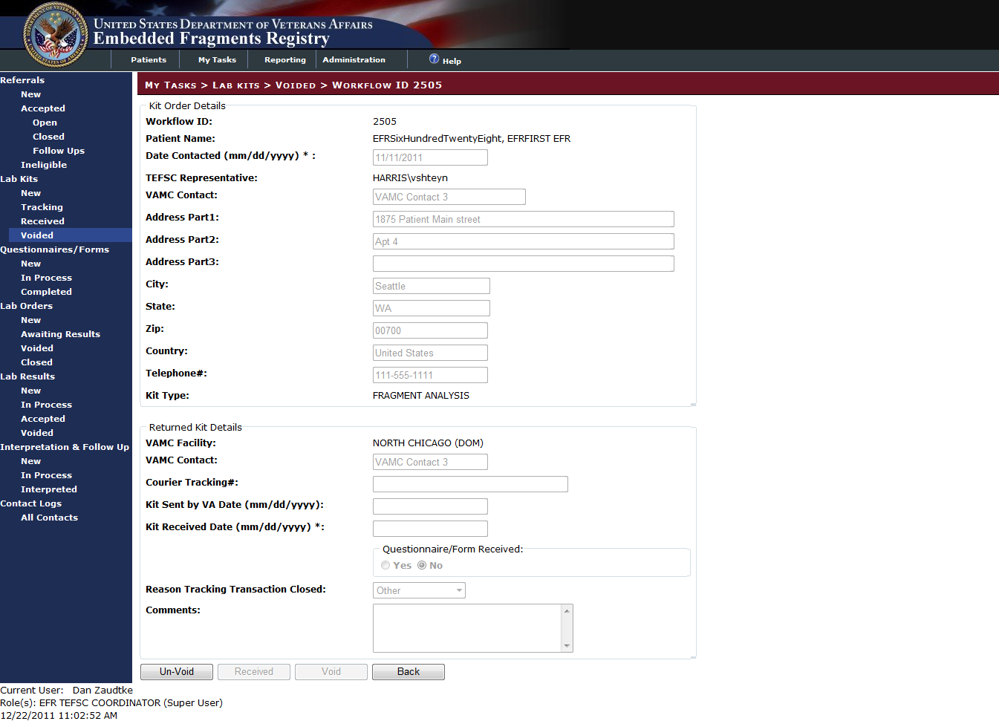 United States Department of Veterans Affairs
Embedded Fragments Registry
Patients My Tasks Reporting Administration ? Help
My Tasks > Lab kits > Voided > Workflow ID 2505
Referrals
New
Accepted
Open
Closed
Follow Ups
Ineligible
Lab Kits
New
Tracking
Received
Voided
Questionnaires/Forms
New
In Process
Completed
Lab Orders
New
Awaiting Results
Voided
Closed
Lab Results
New
In Process
Accepted
Voided
Interpretation & Follow Up
New
In Process
Interpreted
Contact Logs
All Contacts
Kit Order Details
Workflow ID: 2505
Patient Name: EFRSixHundredTwentyEight, EFRFIRST EFR
Date Contacted (mm/dd/yyyy) * : 11/11/2011
TEFSC Representative: HARRIS\vshteyn
VAMC Contact: VAMC Contact 3
Address Part1: 1875 Patient Main street
Address Part2: Apt 4
Address Part3:
City: Seattle
State: WA
Zip: 00700
Country: United States
Telephone#: 111-555-1111
Kit Type: FRAGMENT ANALYSIS
Returned Kit Details
VAMC Facility: NORTH CHICAGO (DOM)
VAMC Contact: VAMC Contact 3
Courier Tracking#:
Kit Sent by VA Date (mm/dd/yyyy):
Kit Received Date (mm/dd/yyyy) *:
Questionnaire/Form Received:
Yes No
Reason Tracking Transaction Closed: Other
Comments:
Un-Void Received Void Back
Current User: Dan Zaudtke
Role(s): EFR TEFSC COORDINATOR (Super User)
12/22/2011 11:02:52 AM